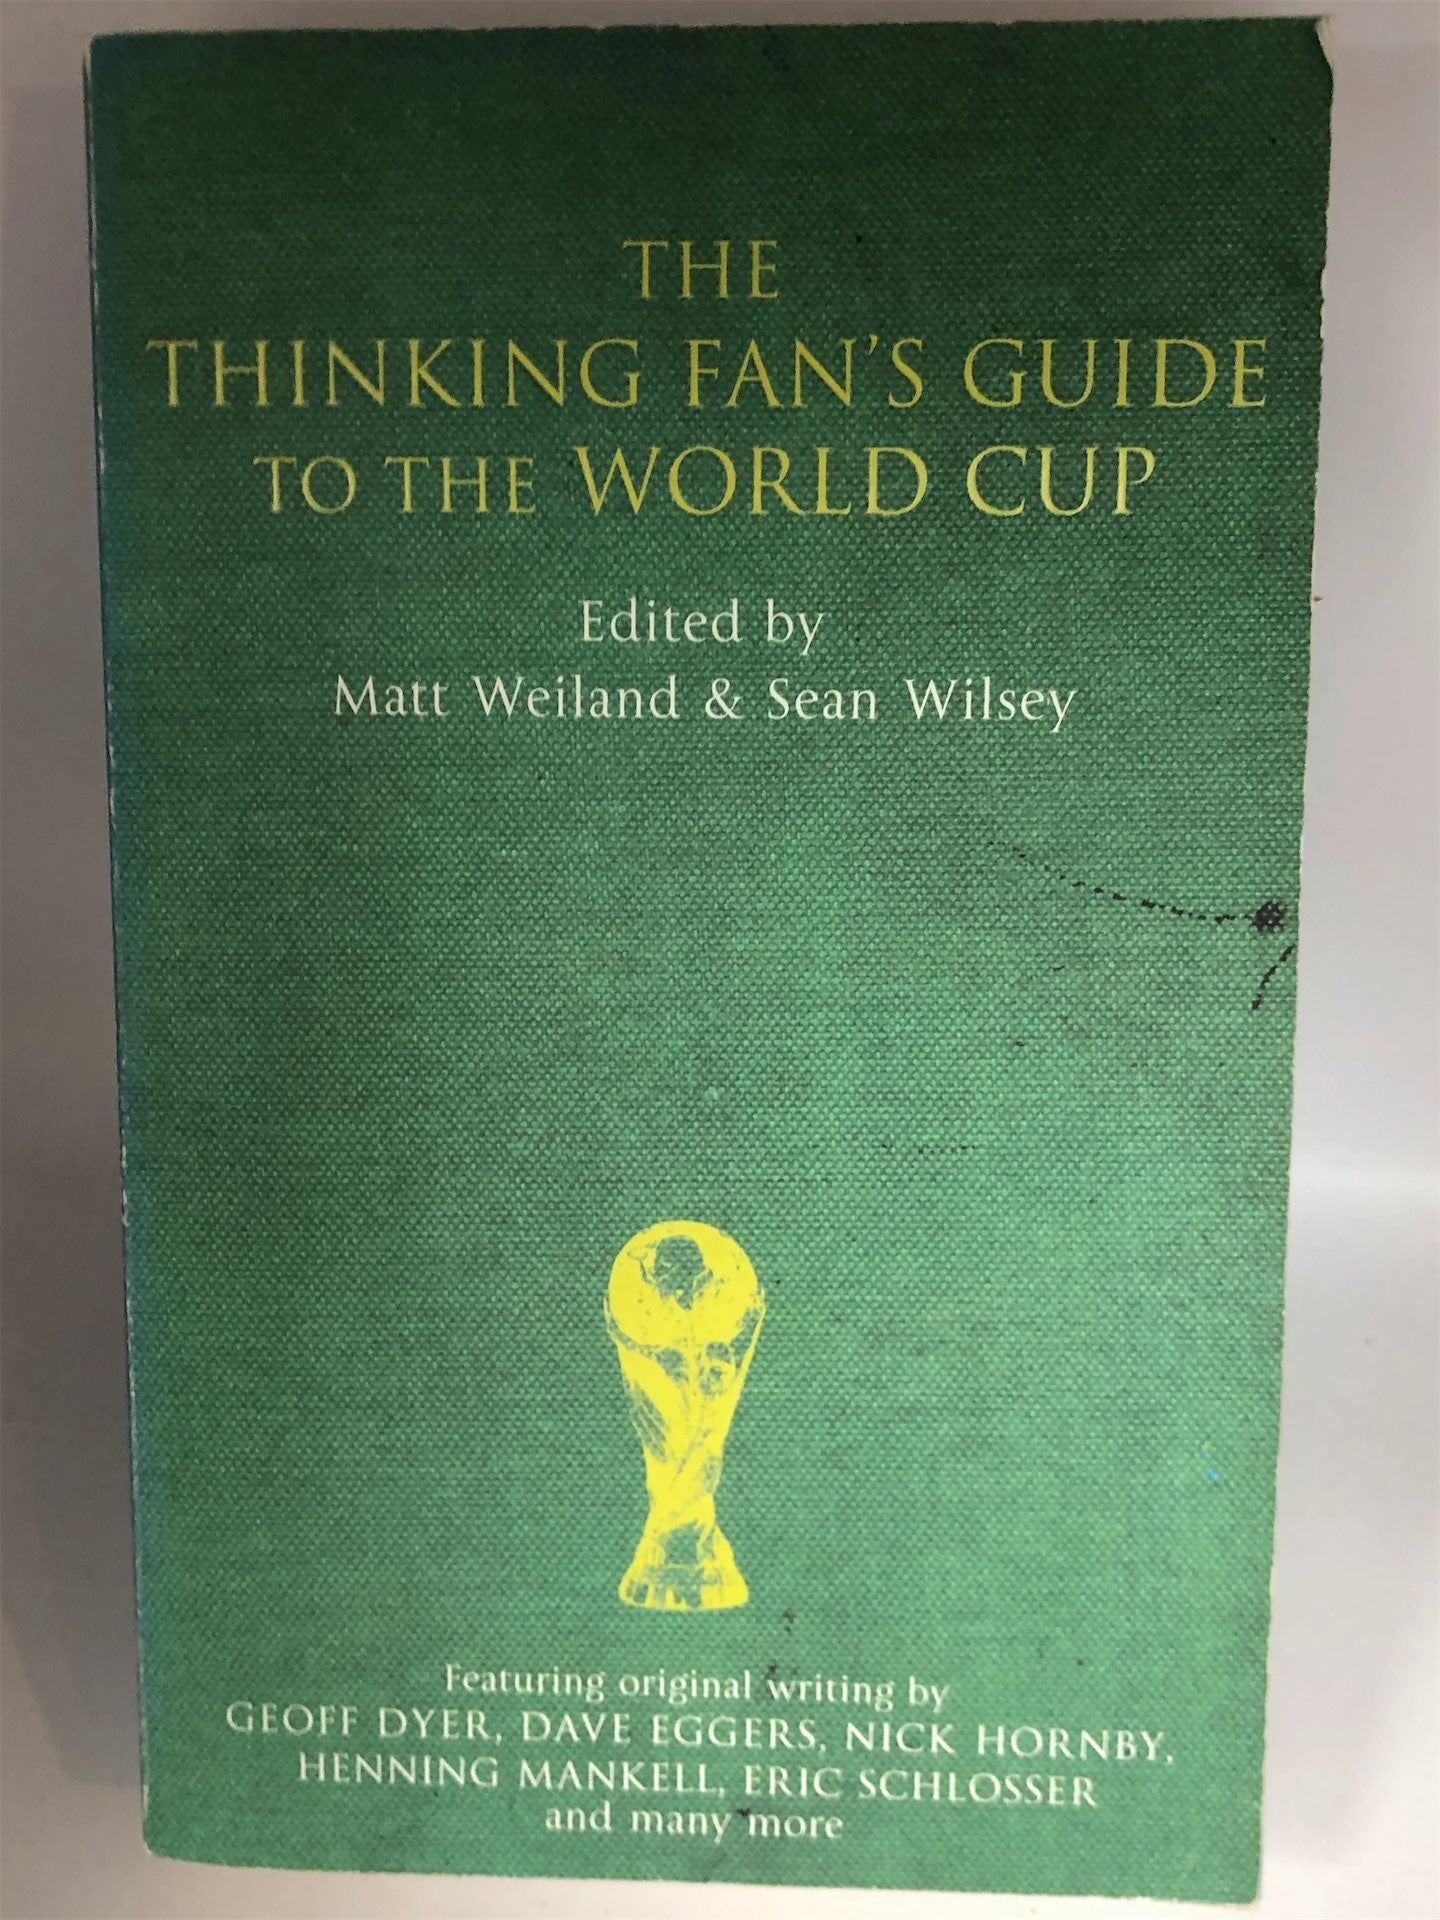 THE
THINKING FAN'S GUIDE
TO THE WORLD CUP
Edited by
Matt Weiland & Sean Wilsey
Featuring original writing by
GEOFF DYER, DAVE EGGERS, NICK HORNBY,
HENNING MANKELL, ERIC SCHLOSSER
and many more